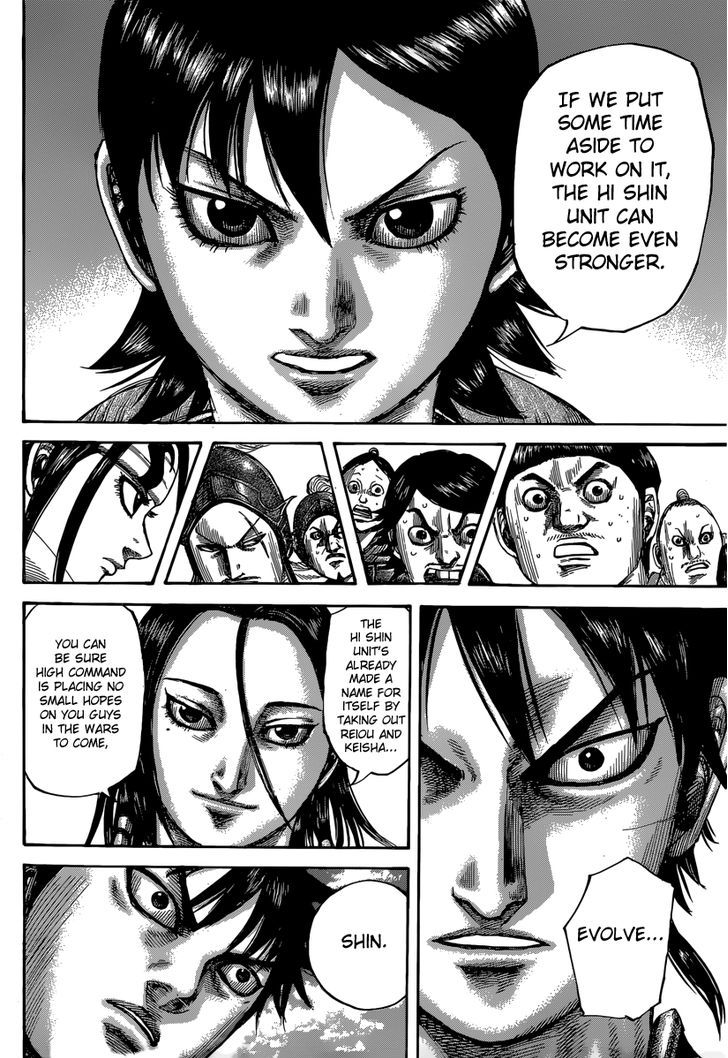 IF WE PUT
SOME TIME
ASIDE TO
WORK ON IT,
THE HI SHIN
UNIT CAN
BECOME EVEN
STRONGER.
EVOLVE...
THE
HI SHIN
UNIT'S
ALREADY
MADE A
NAME FOR
ITSELF BY
TAKING OUT
REIOU AND
KEISHA...
YOU CAN
BE SURE
HIGH COMMAND
IS PLACING NO
SMALL HOPES
ON YOU GUYS
IN THE WARS
TO COME,
SHIN.